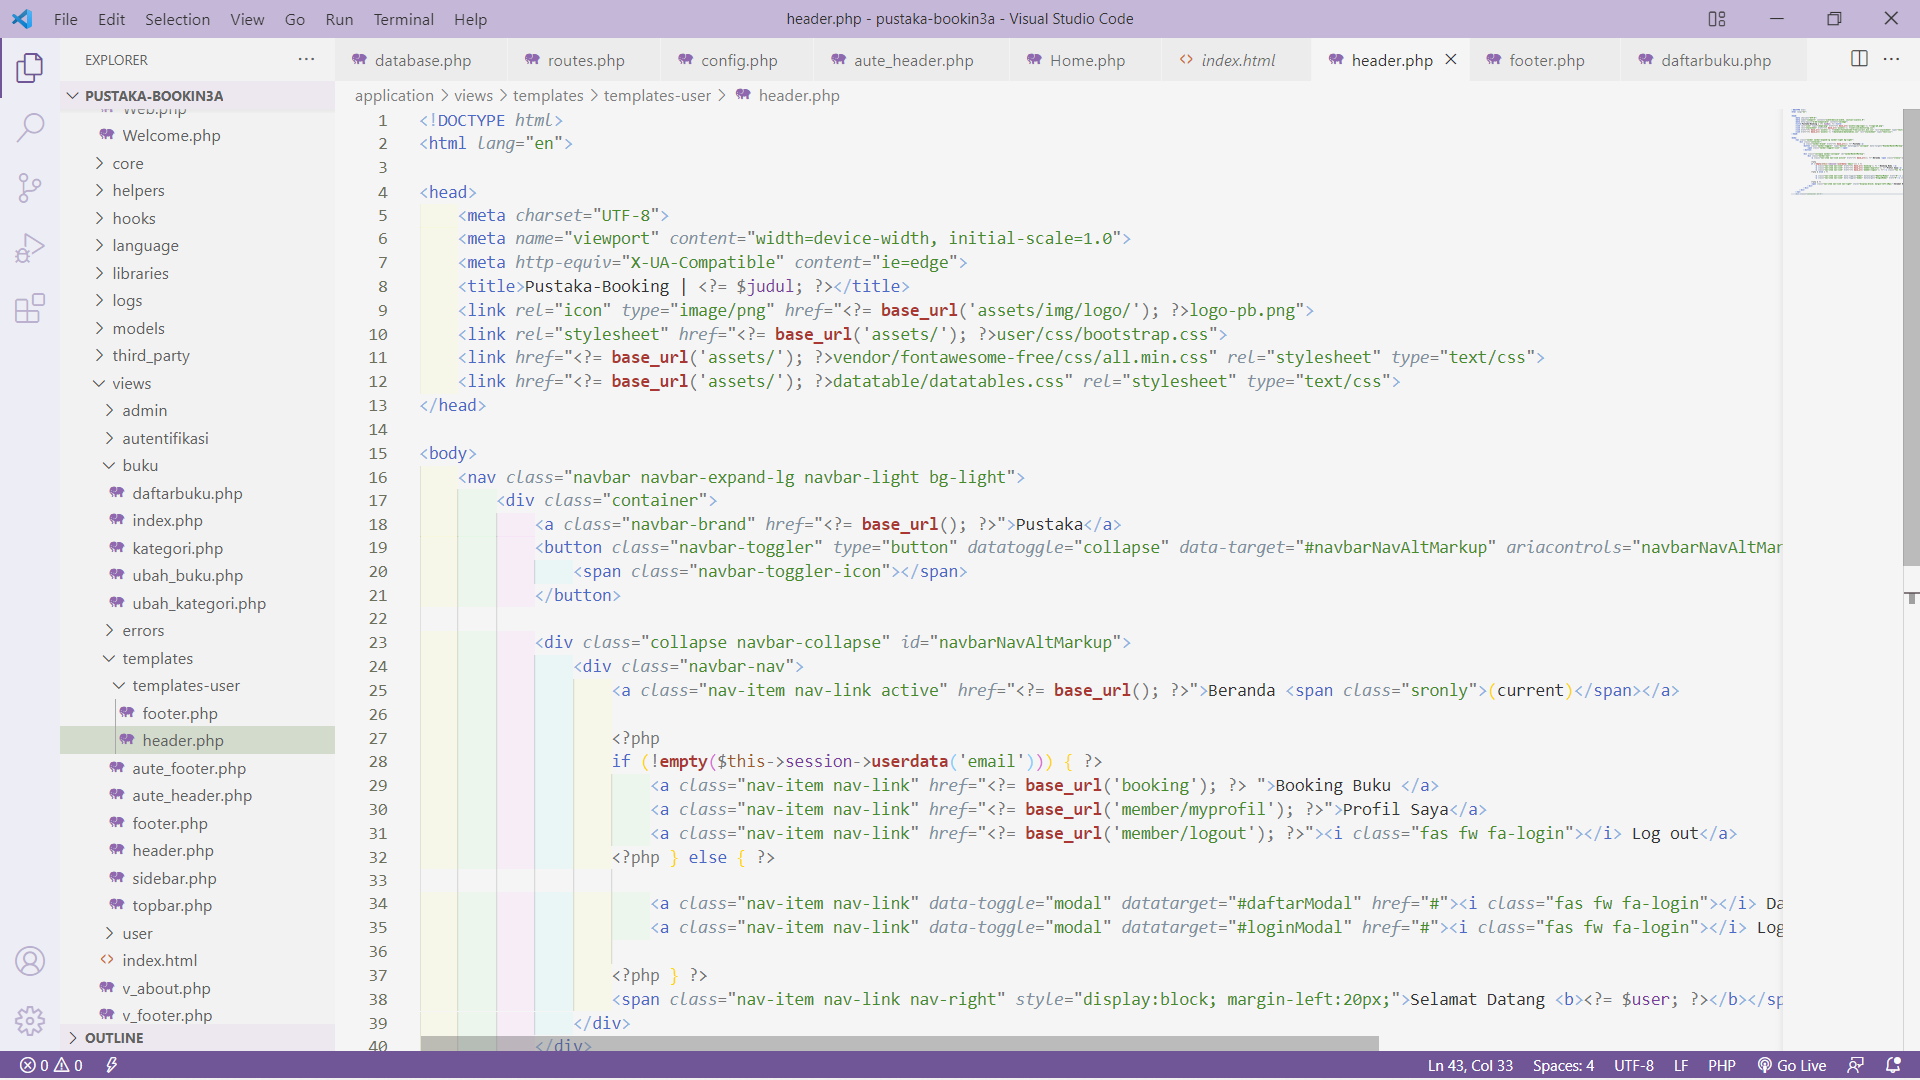 File Edit Selection View Go Run Terminal Help
header.php - pustaka-bookin3a - Visual Studio Code
EXPLORER
database.php
routes.php
config.php
aute_header.php
Home.php
index.html
header.php
footer.php
daftarbuku.php
PUSTAKA-BOOKIN3A
Web.php
Welcome.php
core
helpers
hooks
language
libraries
logs
models
third_party
views
admin
autentifikasi
buku
daftarbuku.php
index.php
kategori.php
ubah_buku.php
ubah_kategori.php
errors
templates
templates-user
footer.php
header.php
aute_footer.php
aute_header.php
footer.php
header.php
sidebar.php
topbar.php
user
index.html
v_about.php
v_footer.php
OUTLINE
application > views > templates > templates-user > header.php
1 <!DOCTYPE html>
2 <html lang="en">
3
4 <head>
5 <meta charset="UTF-8">
6 <meta name="viewport" content="width=device-width, initial-scale=1.0">
7 <meta http-equiv="X-UA-Compatible" content="ie=edge">
8 <title>Pustaka-Booking | <?= $judul; ?></title>
9 <link rel="icon" type="image/png" href="<?= base_url('assets/img/logo/'); ?>logo-pb.png">
10 <link rel="stylesheet" href="<?= base_url('assets/'); ?>user/css/bootstrap.css">
11 <link href="<?= base_url('assets/'); ?>vendor/fontawesome-free/css/all.min.css" rel="stylesheet" type="text/css">
12 <link href="<?= base_url('assets/'); ?>datatable/datatables.css" rel="stylesheet" type="text/css">
13 </head>
14
15 <body>
16 <nav class="navbar navbar-expand-lg navbar-light bg-light">
17 <div class="container">
18 <a class="navbar-brand" href="<?= base_url(); ?>">Pustaka</a>
19 <button class="navbar-toggler" type="button" datatoggle="collapse" data-target="#navbarNavAltMarkup" ariacontrols="navbarNavAltMar
20 <span class="navbar-toggler-icon"></span>
21 </button>
22
23 <div class="collapse navbar-collapse" id="navbarNavAltMarkup">
24 <div class="navbar-nav">
25 <a class="nav-item nav-link active" href="<?= base_url(); ?>">Beranda <span class="sronly">(current)</span></a>
26
27 <?php
28 if (!empty($this->session->userdata('email'))) { ?>
29 <a class="nav-item nav-link" href="<?= base_url('booking'); ?> ">Booking Buku </a>
30 <a class="nav-item nav-link" href="<?= base_url('member/myprofil'); ?>">Profil Saya</a>
31 <a class="nav-item nav-link" href="<?= base_url('member/logout'); ?>"><i class="fas fw fa-login"></i> Log out</a>
32 <?php } else { ?>
33
34 <a class="nav-item nav-link" data-toggle="modal" datatarget="#daftarModal" href="#"><i class="fas fw fa-login"></i> Da
35 <a class="nav-item nav-link" data-toggle="modal" datatarget="#loginModal" href="#"><i class="fas fw fa-login"></i> Log
36
37 <?php } ?>
38 <span class="nav-item nav-link nav-right" style="display:block; margin-left:20px;">Selamat Datang <b><?= $user; ?></b></sp
39 </div>
40 </div>
0 0
Ln 43, Col 33 Spaces: 4 UTF-8 LF PHP Go Live